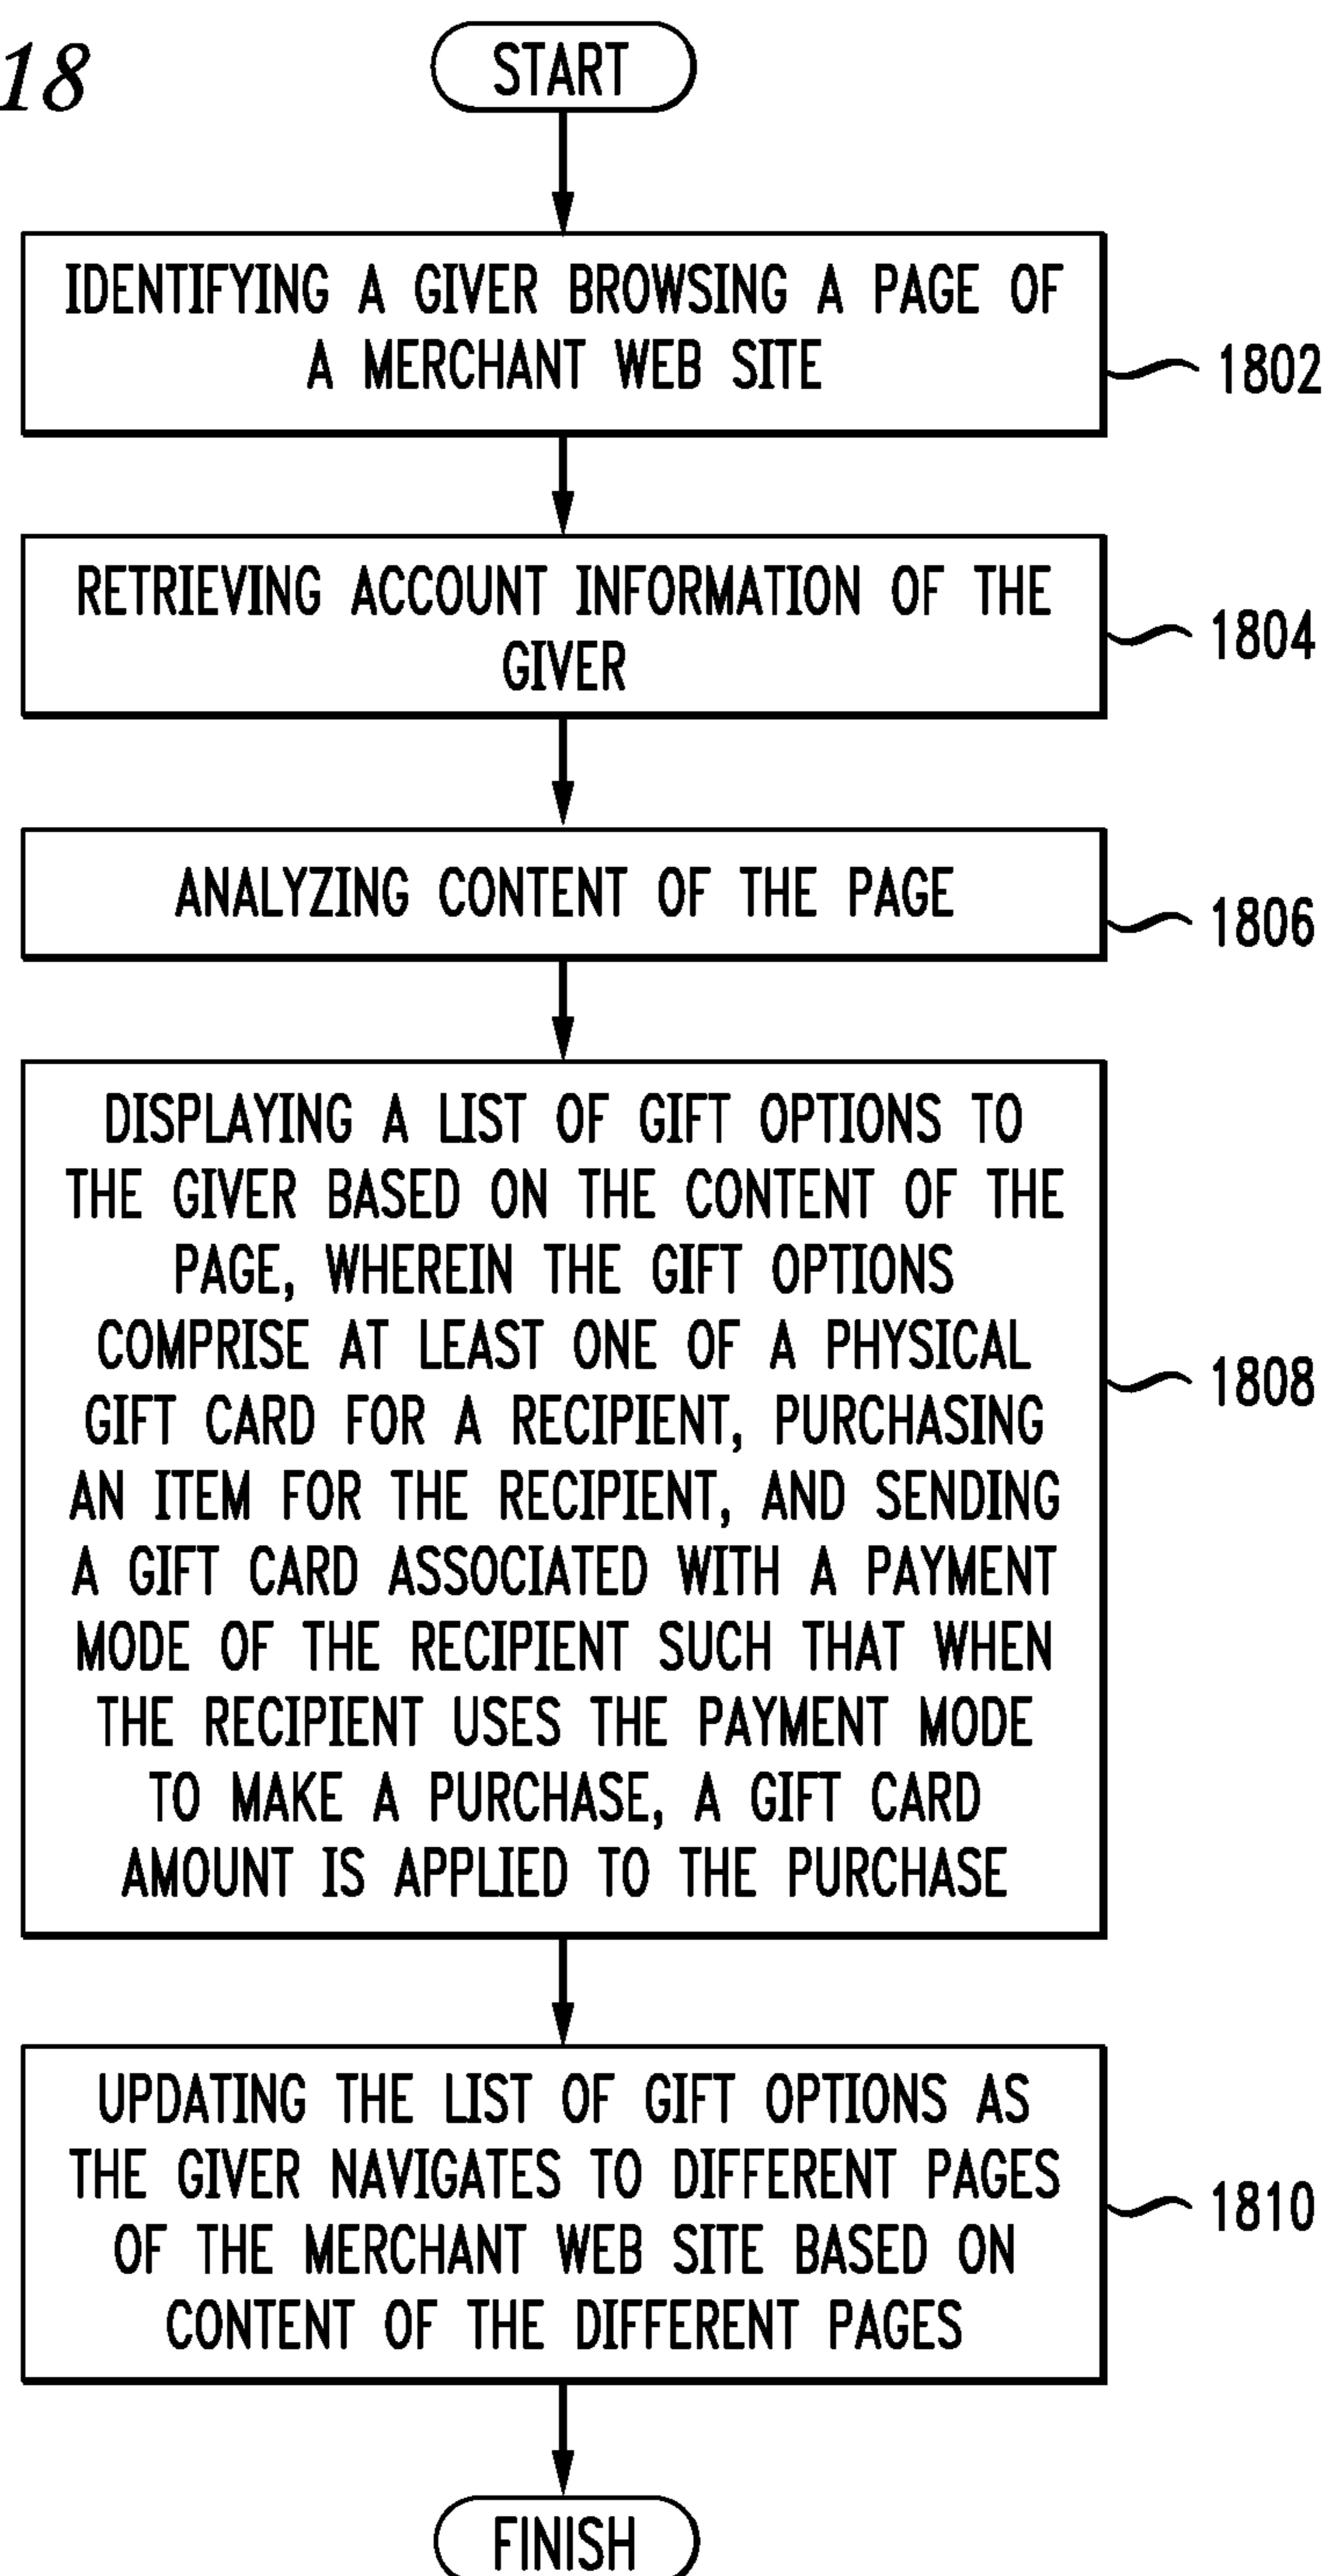 18
START
IDENTIFYING A GIVER BROWSING A PAGE OF
A MERCHANT WEB SITE
1802
RETRIEVING ACCOUNT INFORMATION OF THE
GIVER
1804
ANALYZING CONTENT OF THE PAGE
1806
DISPLAYING A LIST OF GIFT OPTIONS TO
THE GIVER BASED ON THE CONTENT OF THE
PAGE, WHEREIN THE GIFT OPTIONS
COMPRISE AT LEAST ONE OF A PHYSICAL
GIFT CARD FOR A RECIPIENT, PURCHASING
AN ITEM FOR THE RECIPIENT, AND SENDING
A GIFT CARD ASSOCIATED WITH A PAYMENT
MODE OF THE RECIPIENT SUCH THAT WHEN
THE RECIPIENT USES THE PAYMENT MODE
TO MAKE A PURCHASE, A GIFT CARD
AMOUNT IS APPLIED TO THE PURCHASE
1808
UPDATING THE LIST OF GIFT OPTIONS AS
THE GIVER NAVIGATES TO DIFFERENT PAGES
OF THE MERCHANT WEB SITE BASED ON
CONTENT OF THE DIFFERENT PAGES
1810
FINISH